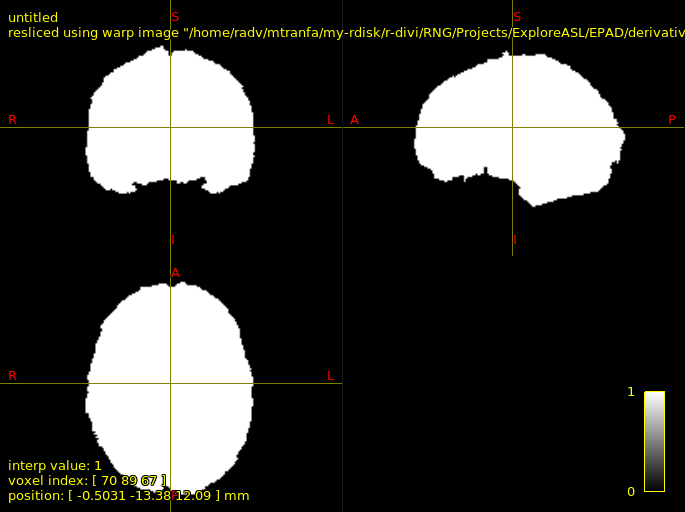 untitled
S S
resliced using warp image "/home/radv/mtranfa/my-rdisk/r-divi/RNG/Projects/ExploreASL/EPAD/derivativ
R L A P
I I
A
R L
1
interp value: 1
voxel index: [ 70 89 67 ]
0
position: [ -0.5031 -13.38 12.09 ] mm